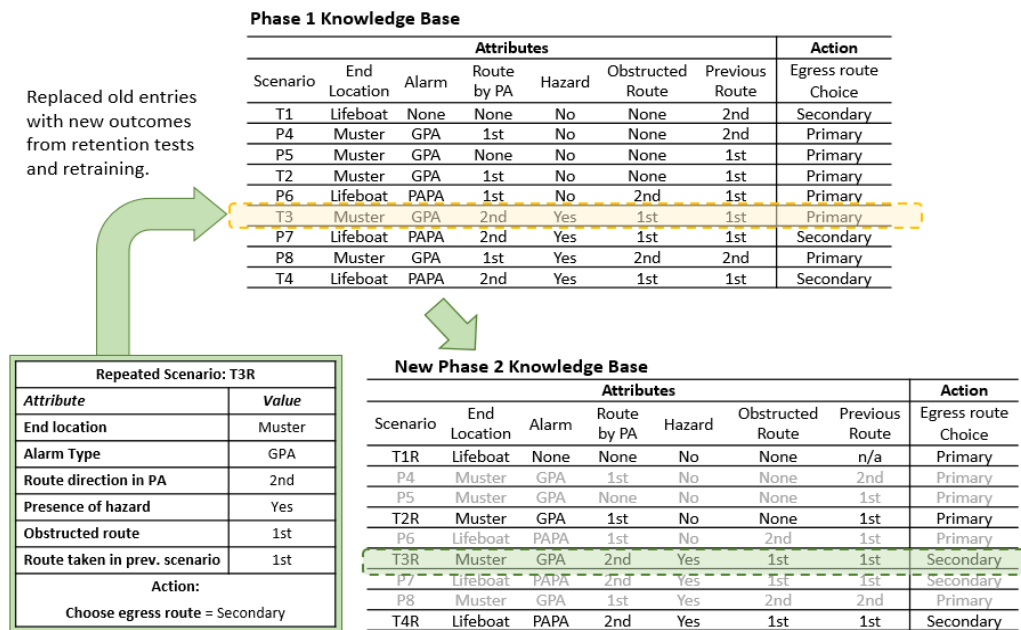 Phase 1 Knowledge Base
Attributes Action
Scenario End Location Alarm Route by PA Hazard Obstructed Route Previous Route Egress route Choice
T1 Lifeboat None None No None 2nd Secondary
P4 Muster GPA 1st No None 2nd Primary
P5 Muster GPA None No None 1st Primary
T2 Muster GPA 1st No None 1st Primary
P6 Lifeboat PAPA 1st No 2nd 1st Primary
T3 Muster GPA 2nd Yes 1st 1st Primary
P7 Lifeboat PAPA 2nd Yes 1st 1st Secondary
P8 Muster GPA 1st Yes 2nd 2nd Primary
T4 Lifeboat PAPA 2nd Yes 1st 1st Secondary
Replaced old entries
with new outcomes
from retention tests
and retraining.
Repeated Scenario: T3R
Attribute Value
End location Muster
Alarm Type GPA
Route direction in PA 2nd
Presence of hazard Yes
Obstructed route 1st
Route taken in prev. scenario 1st
Action:
Choose egress route = Secondary
New Phase 2 Knowledge Base
Attributes Action
Scenario End Location Alarm Route by PA Hazard Obstructed Route Previous Route Egress route Choice
T1R Lifeboat None None No None n/a Primary
P4 Muster GPA 1st No None 2nd Primary
P5 Muster GPA None No None 1st Primary
T2R Muster GPA 1st No None 1st Primary
P6 Lifeboat PAPA 1st No 2nd 1st Primary
T3R Muster GPA 2nd Yes 1st 1st Secondary
P7 Lifeboat PAPA 2nd Yes 1st 1st Secondary
P8 Muster GPA 1st Yes 2nd 2nd Primary
T4R Lifeboat PAPA 2nd Yes 1st 1st Secondary